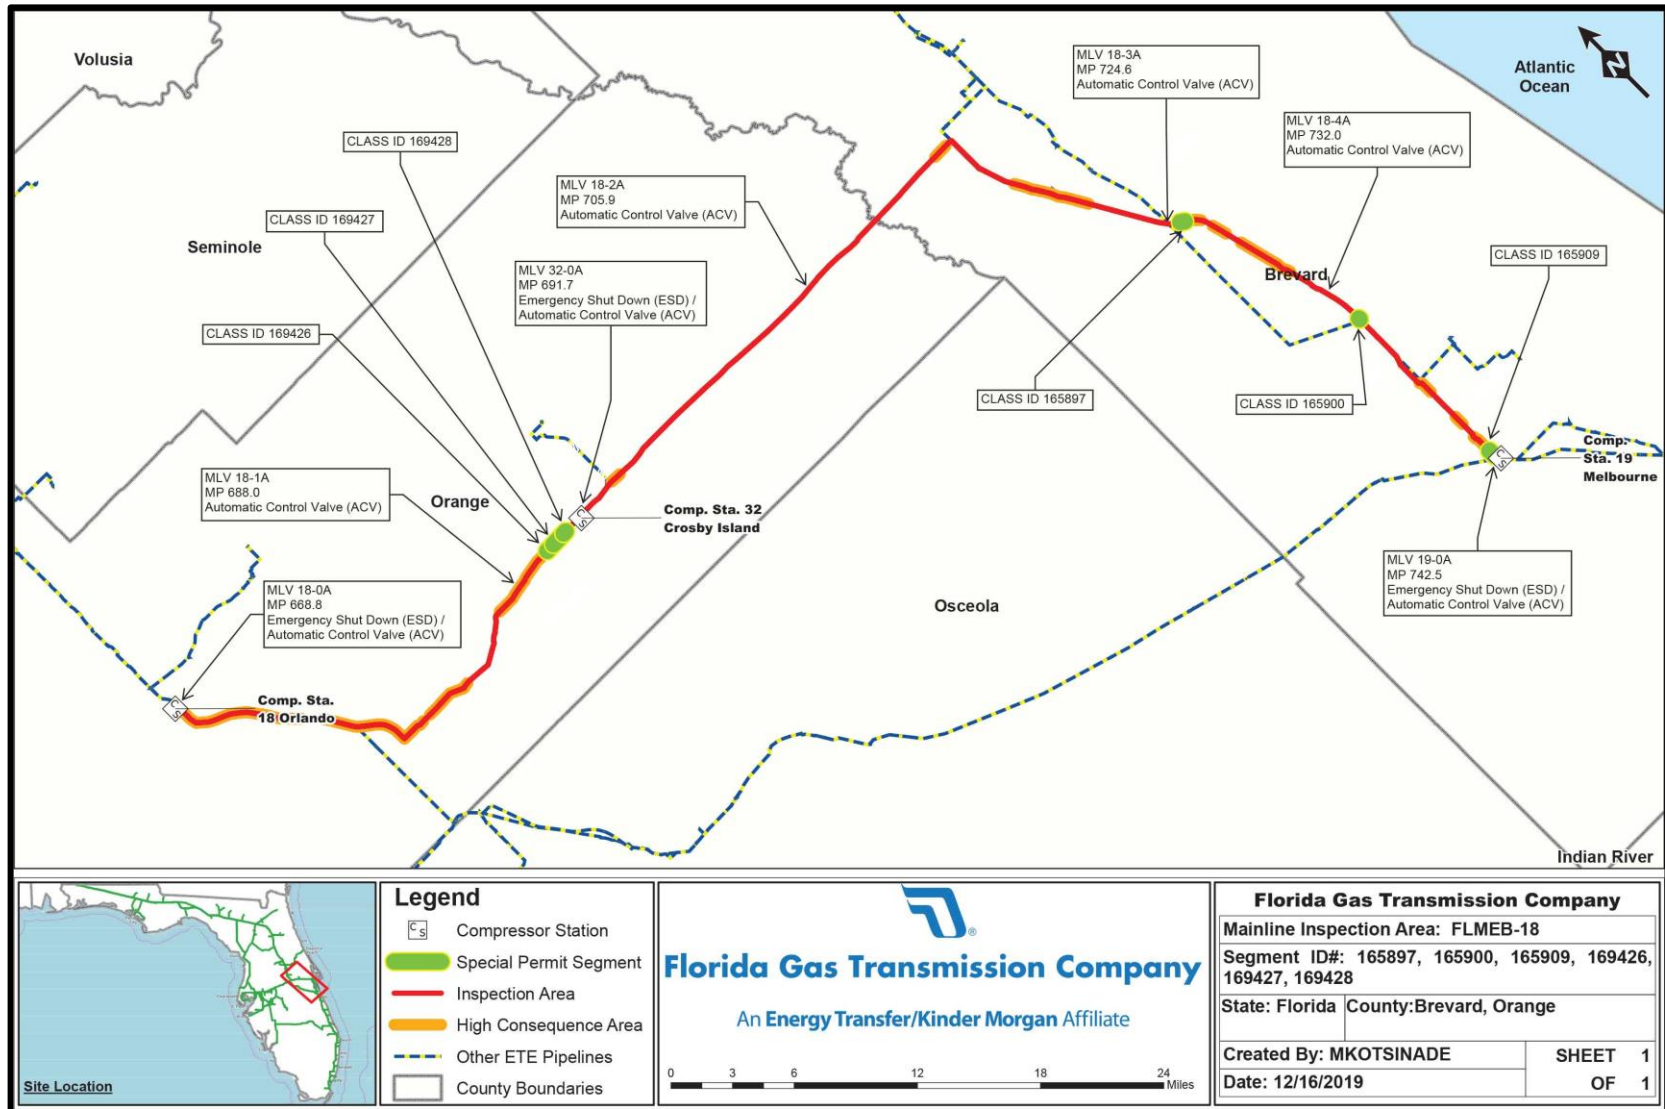 Volusia
Seminole
Orange
Osceola
Brevard
Indian River
Atlantic
Ocean
N
CLASS ID 169428
CLASS ID 169427
CLASS ID 169426
MLV 18-2A
MP 705.9
Automatic Control Valve (ACV)
MLV 32-0A
MP 691.7
Emergency Shut Down (ESD) /
Automatic Control Valve (ACV)
MLV 18-1A
MP 688.0
Automatic Control Valve (ACV)
MLV 18-0A
MP 668.8
Emergency Shut Down (ESD) /
Automatic Control Valve (ACV)
CS
Comp. Sta.
18 Orlando
CS
Comp. Sta. 32
Crosby Island
MLV 18-3A
MP 724.6
Automatic Control Valve (ACV)
MLV 18-4A
MP 732.0
Automatic Control Valve (ACV)
CLASS ID 165909
CLASS ID 165897
CLASS ID 165900
CS
Comp.
Sta. 19
Melbourne
MLV 19-0A
MP 742.5
Emergency Shut Down (ESD) /
Automatic Control Valve (ACV)
Site Location
Legend
CS Compressor Station
Special Permit Segment
Inspection Area
High Consequence Area
Other ETE Pipelines
County Boundaries
®
Florida Gas Transmission Company
An Energy Transfer/Kinder Morgan Affiliate
0 3 6 12 18 24
Miles
Florida Gas Transmission Company
Mainline Inspection Area: FLMEB-18
Segment ID#: 165897, 165900, 165909, 169426,
169427, 169428
State: Florida County:Brevard, Orange
Created By: MKOTSINADE SHEET 1
Date: 12/16/2019 OF 1